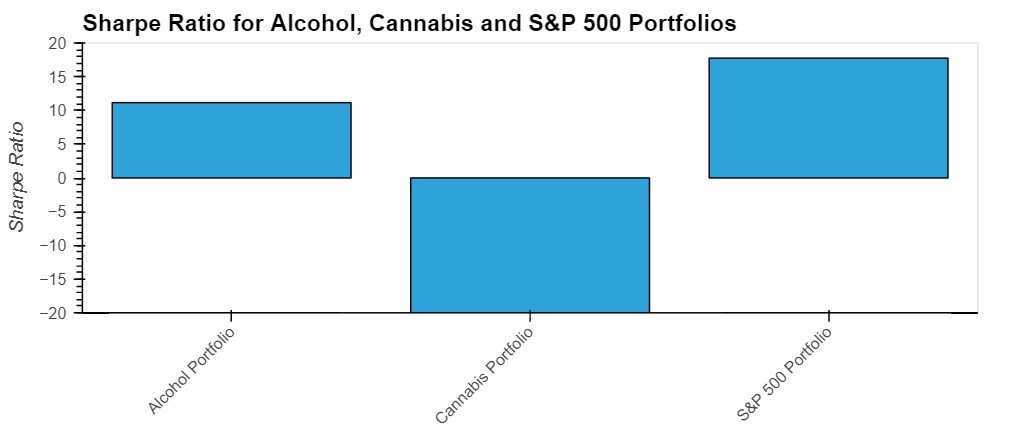 Sharpe Ratio for Alcohol, Cannabis and S&P 500 Portfolios
Sharpe Ratio
20
15
10
5
0
−5
−10
−15
−20
Alcohol Portfolio
Cannabis Portfolio
S&P 500 Portfolio